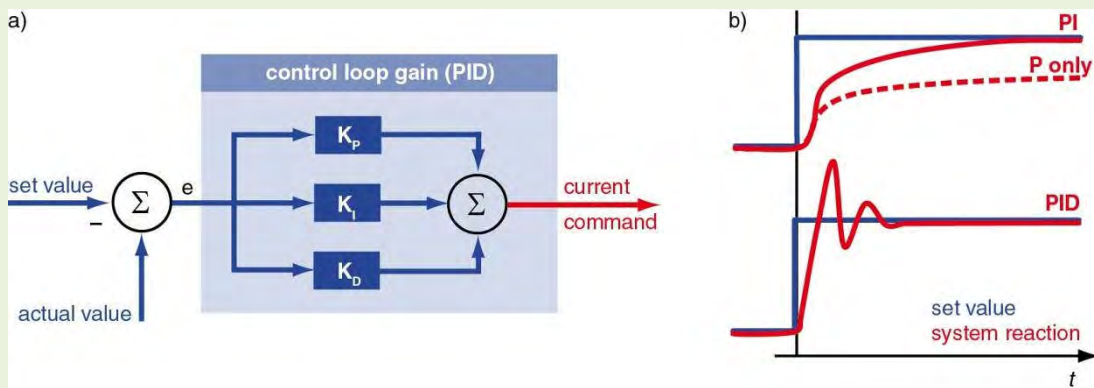 a)
control loop gain (PID)
K_P
set value
Σ
e
K_I
Σ
current
command
–
K_D
actual value
b)
PI
P only
PID
set value
system reaction
t